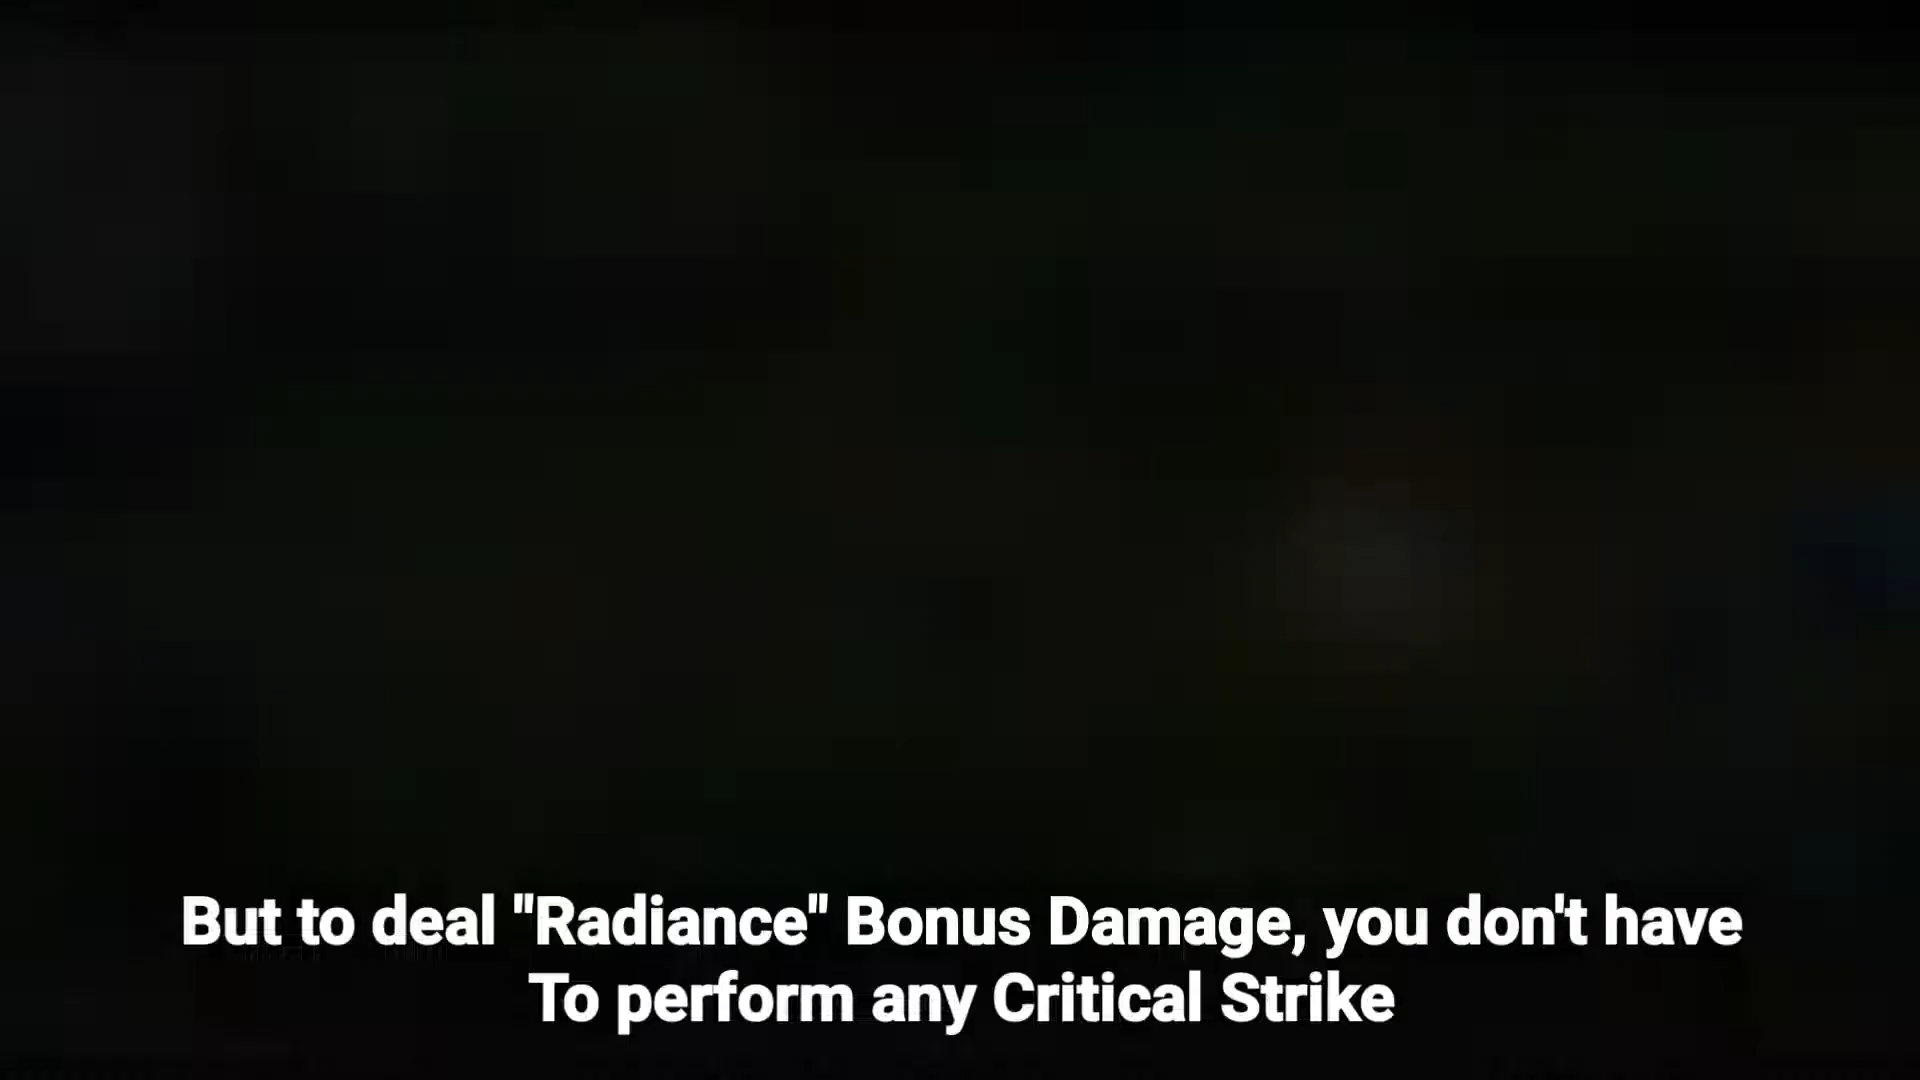 But to deal "Radiance" Bonus Damage, you don't have
To perform any Critical Strike